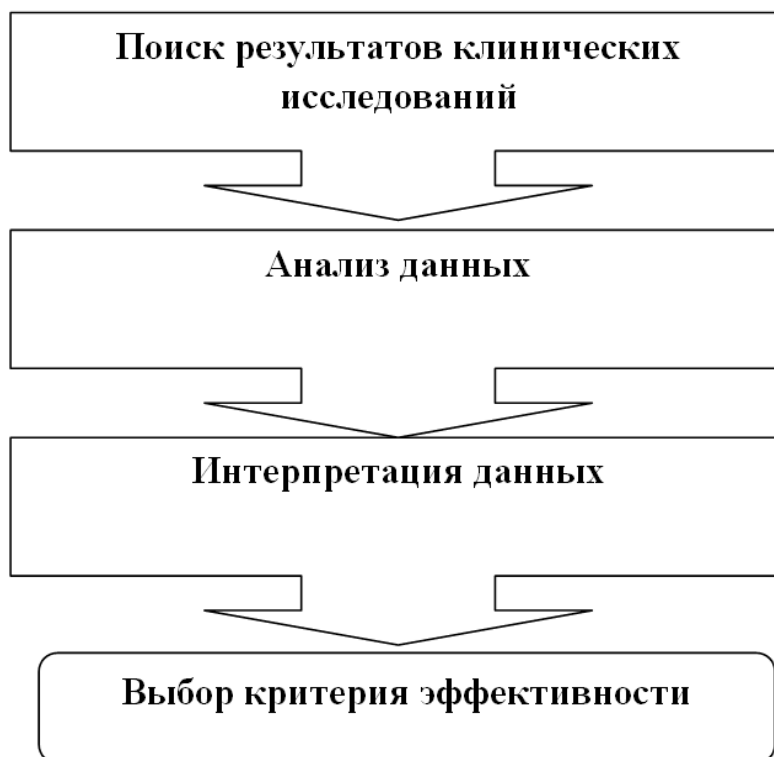 Поиск результатов клинических
исследований
Анализ данных
Интерпретация данных
Выбор критерия эффективности